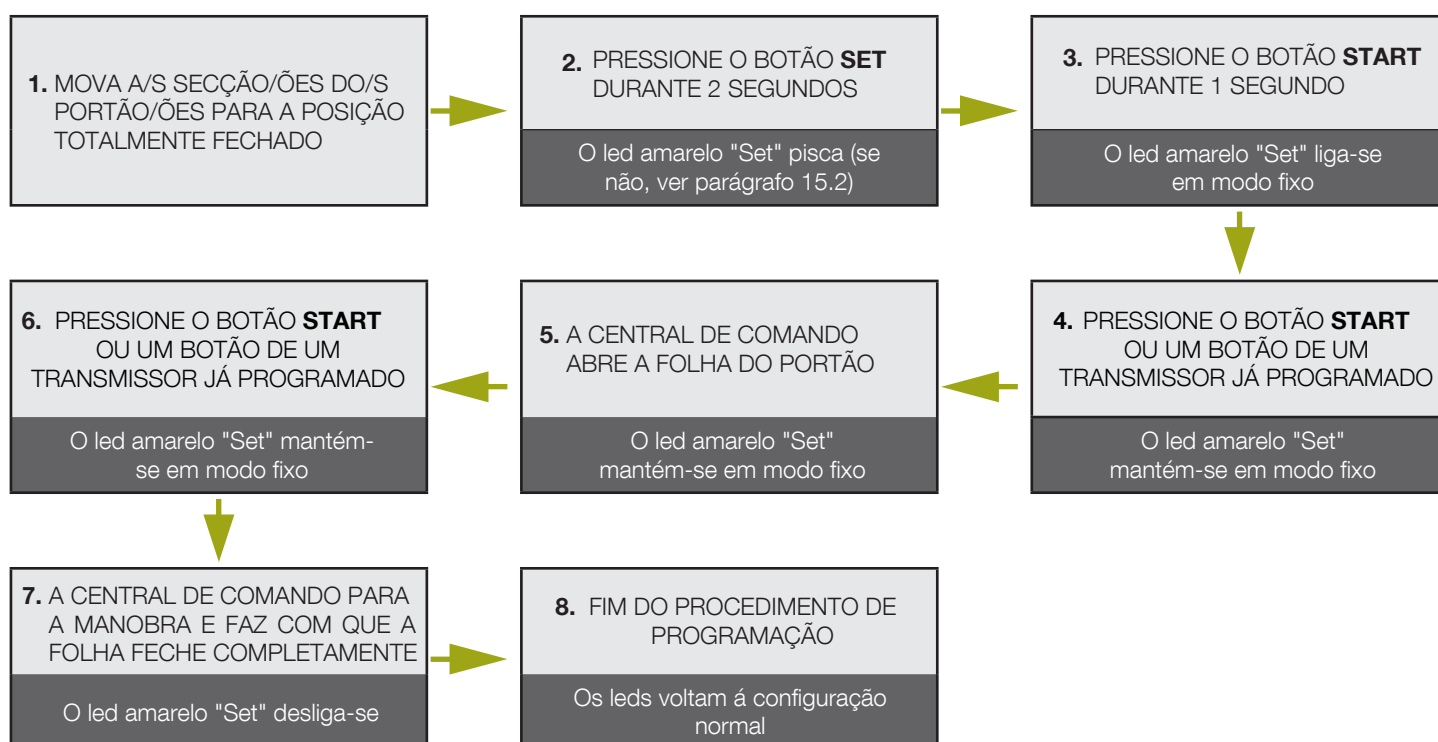 1. MOVA A/S SECÇÃO/ÕES DO/S
PORTÃO/ÕES PARA A POSIÇÃO
TOTALMENTE FECHADO
2. PRESSIONE O BOTÃO SET
DURANTE 2 SEGUNDOS
O led amarelo "Set" pisca (se
não, ver parágrafo 15.2)
3. PRESSIONE O BOTÃO START
DURANTE 1 SEGUNDO
O led amarelo "Set" liga-se
em modo fixo
4. PRESSIONE O BOTÃO START
OU UM BOTÃO DE UM
TRANSMISSOR JÁ PROGRAMADO
O led amarelo "Set"
mantém-se em modo fixo
5. A CENTRAL DE COMANDO
ABRE A FOLHA DO PORTÃO
O led amarelo "Set"
mantém-se em modo fixo
6. PRESSIONE O BOTÃO START
OU UM BOTÃO DE UM
TRANSMISSOR JÁ PROGRAMADO
O led amarelo "Set" mantém-
se em modo fixo
7. A CENTRAL DE COMANDO PARA
A MANOBRA E FAZ COM QUE A
FOLHA FECHE COMPLETAMENTE
O led amarelo "Set" desliga-se
8. FIM DO PROCEDIMENTO DE
PROGRAMAÇÃO
Os leds voltam á configuração
normal